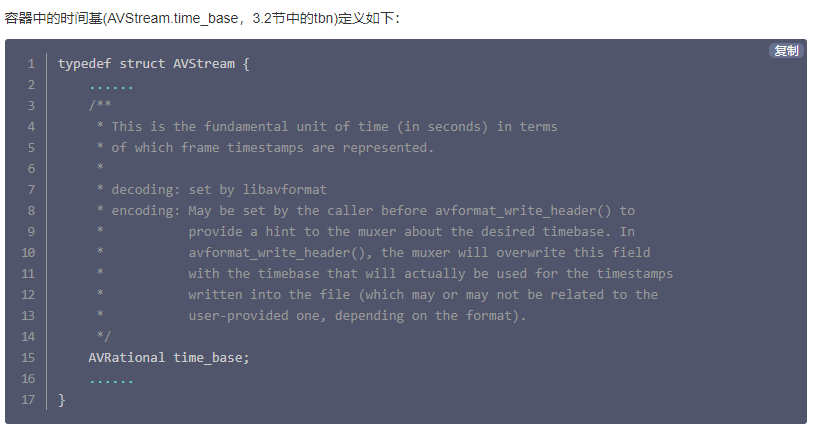 容器中的时间基(AVStream.time_base，3.2节中的tbn)定义如下：
复制
1 typedef struct AVStream {
2     ......
3     /**
4      * This is the fundamental unit of time (in seconds) in terms
5      * of which frame timestamps are represented.
6      *
7      * decoding: set by libavformat
8      * encoding: May be set by the caller before avformat_write_header() to
9      *           provide a hint to the muxer about the desired timebase. In
10      *           avformat_write_header(), the muxer will overwrite this field
11      *           with the timebase that will actually be used for the timestamps
12      *           written into the file (which may or may not be related to the
13      *           user-provided one, depending on the format).
14      */
15     AVRational time_base;
16     ......
17 }